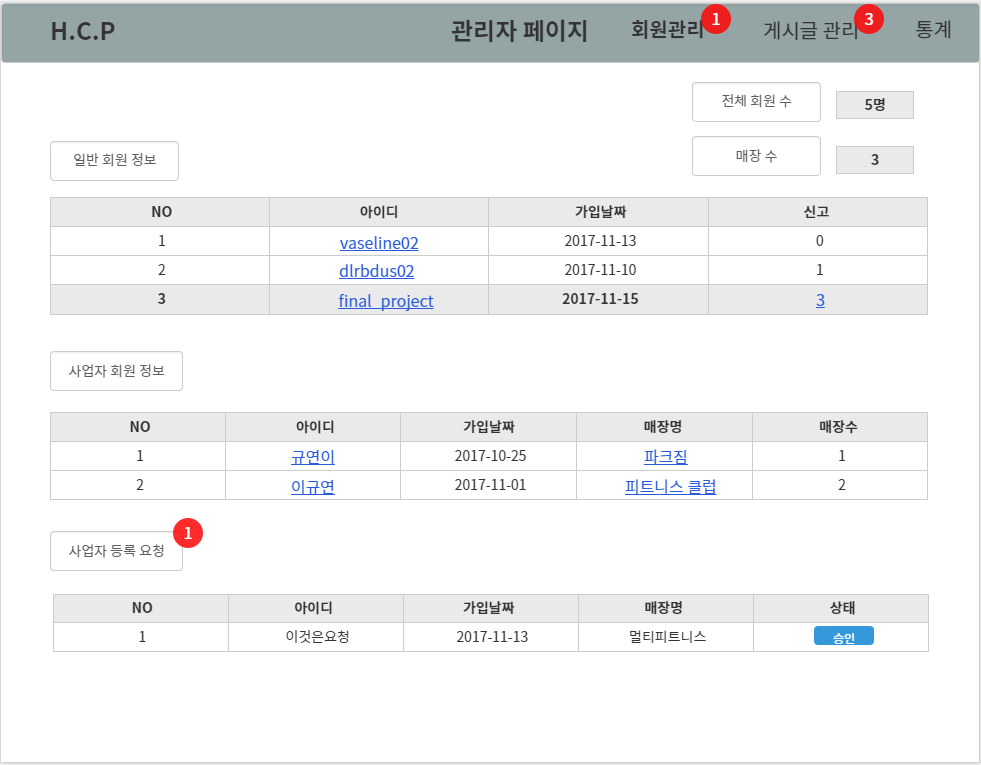 H.C.P 관리자 페이지 회원관리 1 게시글 관리 3 통계
전체 회원 수 5명
매장 수 3
일반 회원 정보
NO 아이디 가입날짜 신고
1 vaseline02 2017-11-13 0
2 dlrbdus02 2017-11-10 1
3 final_project 2017-11-15 3
사업자 회원 정보
NO 아이디 가입날짜 매장명 매장수
1 규연이 2017-10-25 파크짐 1
2 이규연 2017-11-01 피트니스 클럽 2
사업자 등록 요청 1
NO 아이디 가입날짜 매장명 상태
1 이것은요청 2017-11-13 멀티피트니스 승인